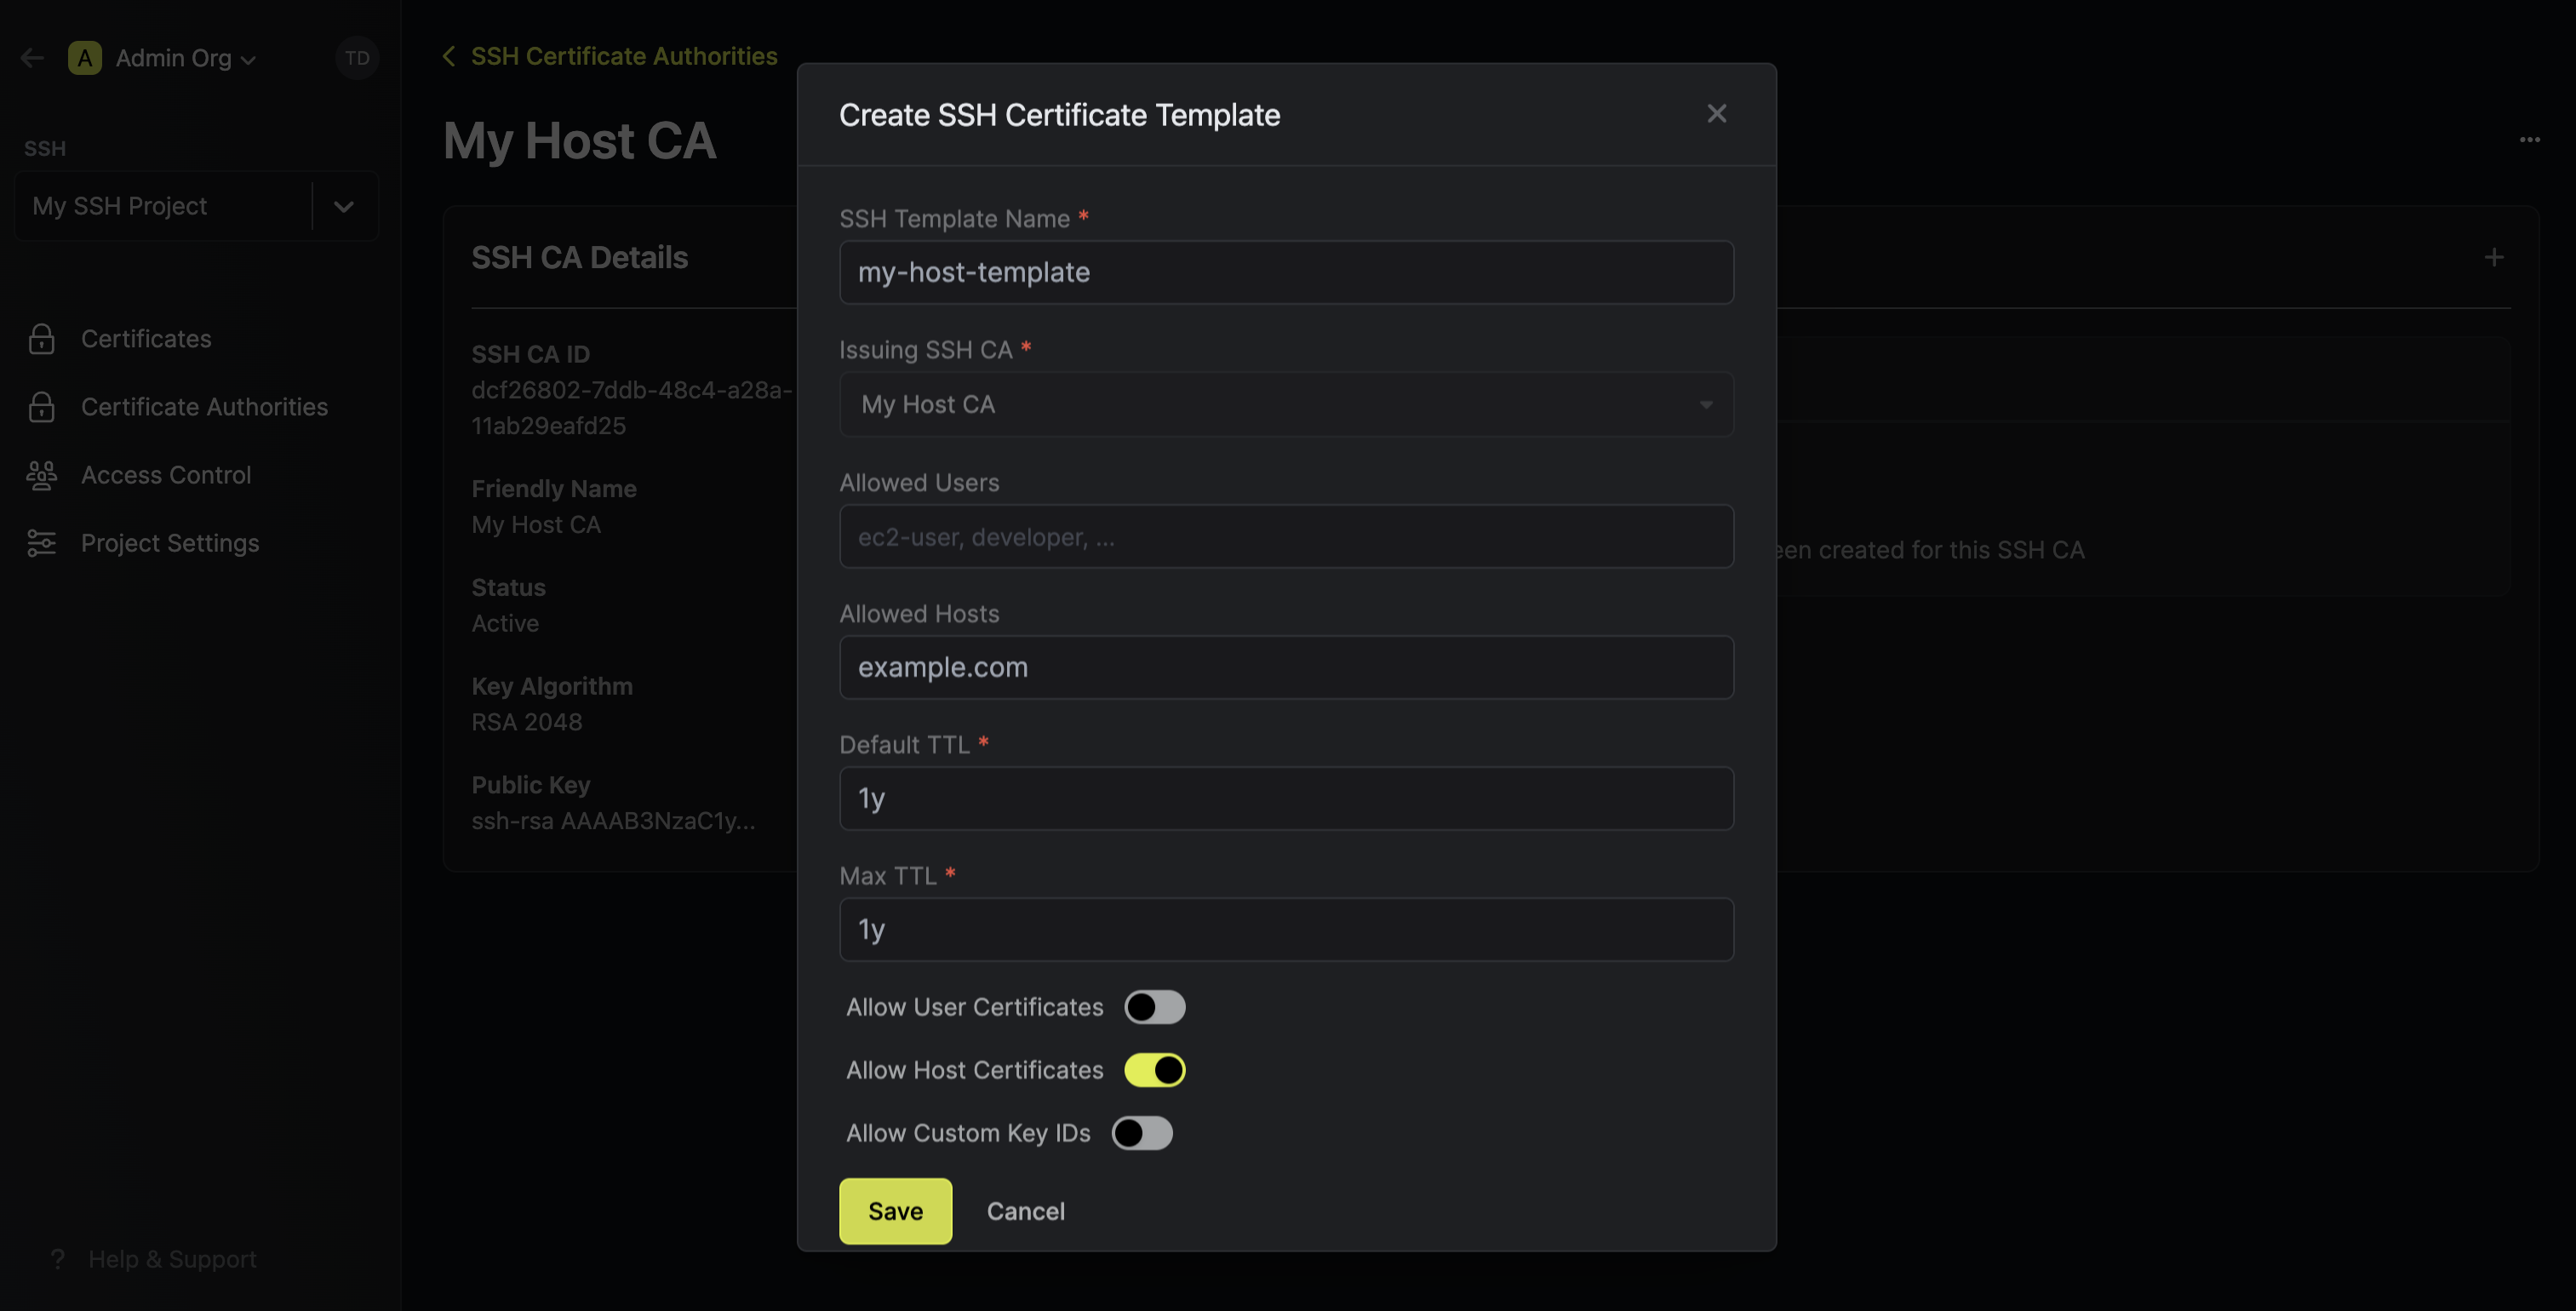 A Admin Org
TD
SSH
My SSH Project
Certificates
Certificate Authorities
Access Control
Project Settings
? Help & Support
SSH Certificate Authorities
My Host CA
SSH CA Details
SSH CA ID
dcf26802-7ddb-48c4-a28a-
11ab29eafd25
Friendly Name
My Host CA
Status
Active
Key Algorithm
RSA 2048
Public Key
ssh-rsa AAAAB3NzaC1y...
Create SSH Certificate Template
SSH Template Name *
my-host-template
Issuing SSH CA *
My Host CA
Allowed Users
ec2-user, developer, ...
Allowed Hosts
example.com
Default TTL *
1y
Max TTL *
1y
Allow User Certificates
Allow Host Certificates
Allow Custom Key IDs
Save Cancel
created for this SSH CA